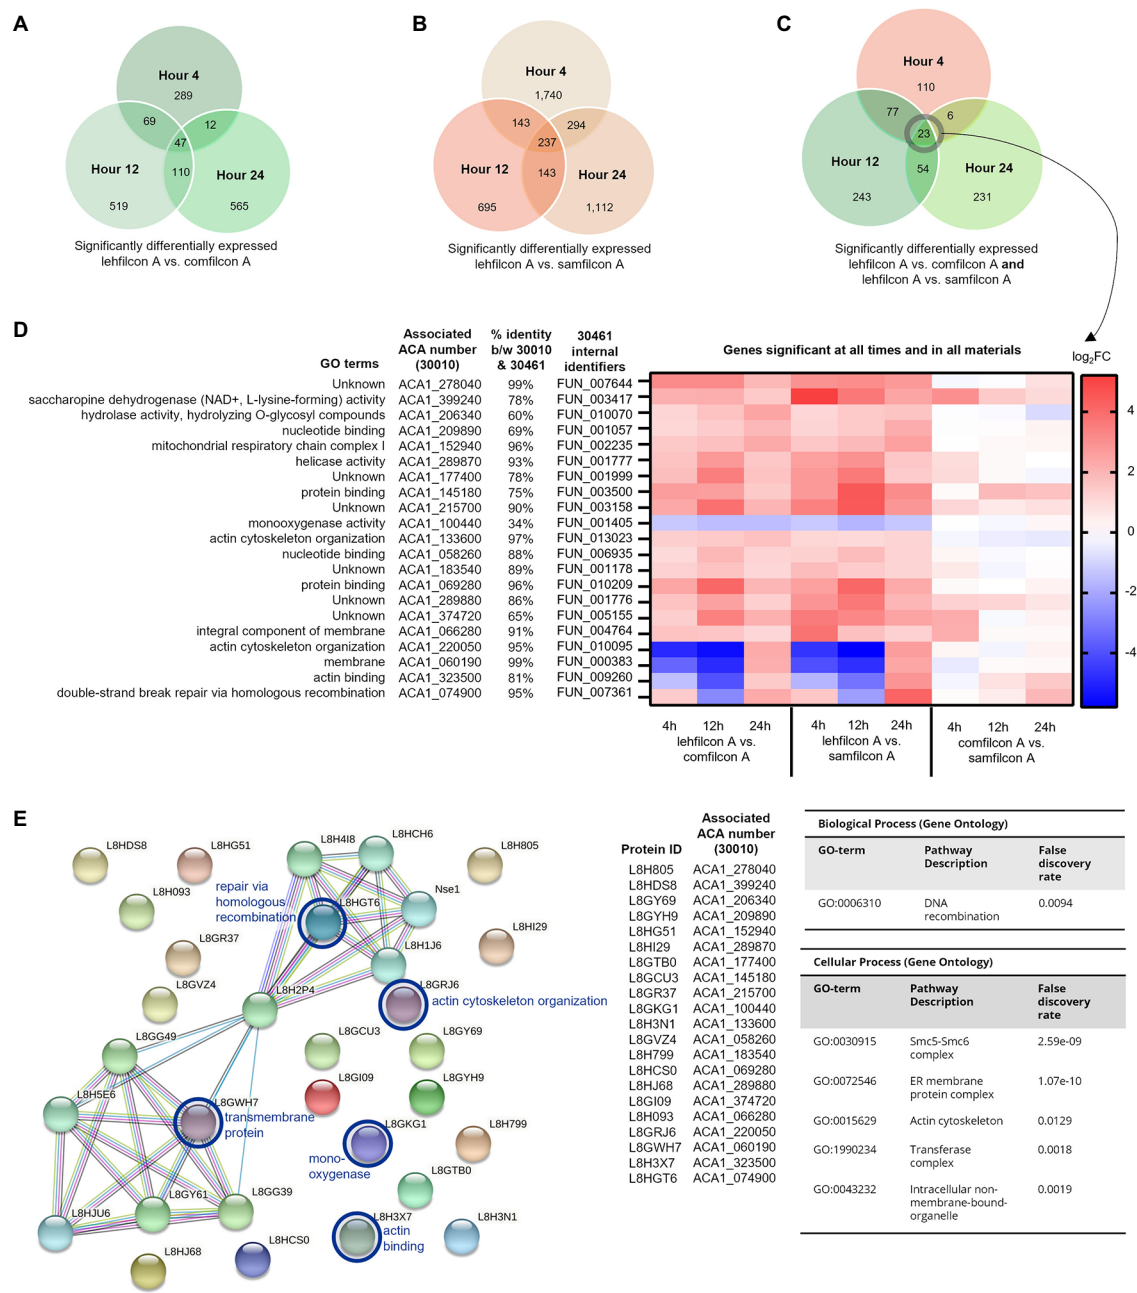 A
Hour 4
289
69
12
47
Hour 12
110
Hour 24
519
565
Significantly differentially expressed
lehfilcon A vs. comfilcon A
B
Hour 4
1,740
143
294
237
Hour 12
143
Hour 24
695
1,112
Significantly differentially expressed
lehfilcon A vs. samfilcon A
C
Hour 4
110
77
6
23
Hour 12
54
Hour 24
243
231
Significantly differentially expressed
lehfilcon A vs. comfilcon A and
lehfilcon A vs. samfilcon A
D
GO terms
Associated
ACA number
(30010)
% identity
b/w 30010
& 30461
30461
internal
identifiers
Genes significant at all times and in all materials
log2FC
Unknown ACA1_278040 99% FUN_007644
saccharopine dehydrogenase (NAD+, L-lysine-forming) activity ACA1_399240 78% FUN_003417
hydrolase activity, hydrolyzing O-glycosyl compounds ACA1_206340 60% FUN_010070
nucleotide binding ACA1_209890 69% FUN_001057
mitochondrial respiratory chain complex I ACA1_152940 96% FUN_002235
helicase activity ACA1_289870 93% FUN_001777
Unknown ACA1_177400 78% FUN_001999
protein binding ACA1_145180 75% FUN_003500
Unknown ACA1_215700 90% FUN_003158
monooxygenase activity ACA1_100440 34% FUN_001405
actin cytoskeleton organization ACA1_133600 97% FUN_013023
nucleotide binding ACA1_058260 88% FUN_006935
Unknown ACA1_183540 89% FUN_001178
protein binding ACA1_069280 96% FUN_010209
Unknown ACA1_289880 86% FUN_001776
Unknown ACA1_374720 65% FUN_005155
integral component of membrane ACA1_066280 91% FUN_004764
actin cytoskeleton organization ACA1_220050 95% FUN_010095
membrane ACA1_060190 99% FUN_000383
actin binding ACA1_323500 81% FUN_009260
double-strand break repair via homologous recombination ACA1_074900 95% FUN_007361
4
2
0
-2
-4
4h 12h 24h 4h 12h 24h 4h 12h 24h
lehfilcon A vs.
comfilcon A
lehfilcon A vs.
samfilcon A
comfilcon A vs.
samfilcon A
E
L8HDS8
L8HG51
L8H4I8
L8HCH6
L8H805
L8H093
repair via
homologous
recombination
L8HGT6
Nse1
L8GR37
L8H1J6
L8HI29
L8GVZ4
L8H2P4
L8GRJ6
actin cytoskeleton organization
L8GG49
L8GCU3
L8GY69
L8H5E6
L8GI09
L8GYH9
L8GWH7
transmembrane
protein
L8GKG1
mono-
oxygenase
L8H799
L8GTB0
L8HJU6
L8GY61
L8GG39
L8H3X7
actin
binding
L8H3N1
L8HJ68
L8HCS0
Protein ID
Associated
ACA number
(30010)
L8H805 ACA1_278040
L8HDS8 ACA1_399240
L8GY69 ACA1_206340
L8GYH9 ACA1_209890
L8HG51 ACA1_152940
L8HI29 ACA1_289870
L8GTB0 ACA1_177400
L8GCU3 ACA1_145180
L8GR37 ACA1_215700
L8GKG1 ACA1_100440
L8H3N1 ACA1_133600
L8GVZ4 ACA1_058260
L8H799 ACA1_183540
L8HCS0 ACA1_069280
L8HJ68 ACA1_289880
L8GI09 ACA1_374720
L8H093 ACA1_066280
L8GRJ6 ACA1_220050
L8GWH7 ACA1_060190
L8H3X7 ACA1_323500
L8HGT6 ACA1_074900
Biological Process (Gene Ontology)
GO-term
Pathway
Description
False
discovery
rate
GO:0006310
DNA
recombination
0.0094
Cellular Process (Gene Ontology)
GO-term
Pathway
Description
False
discovery
rate
GO:0030915
Smc5-Smc6
complex
2.59e-09
GO:0072546
ER membrane
protein complex
1.07e-10
GO:0015629
Actin cytoskeleton
0.0129
GO:1990234
Transferase
complex
0.0018
GO:0043232
Intracellular non-
membrane-bound-
organelle
0.0019